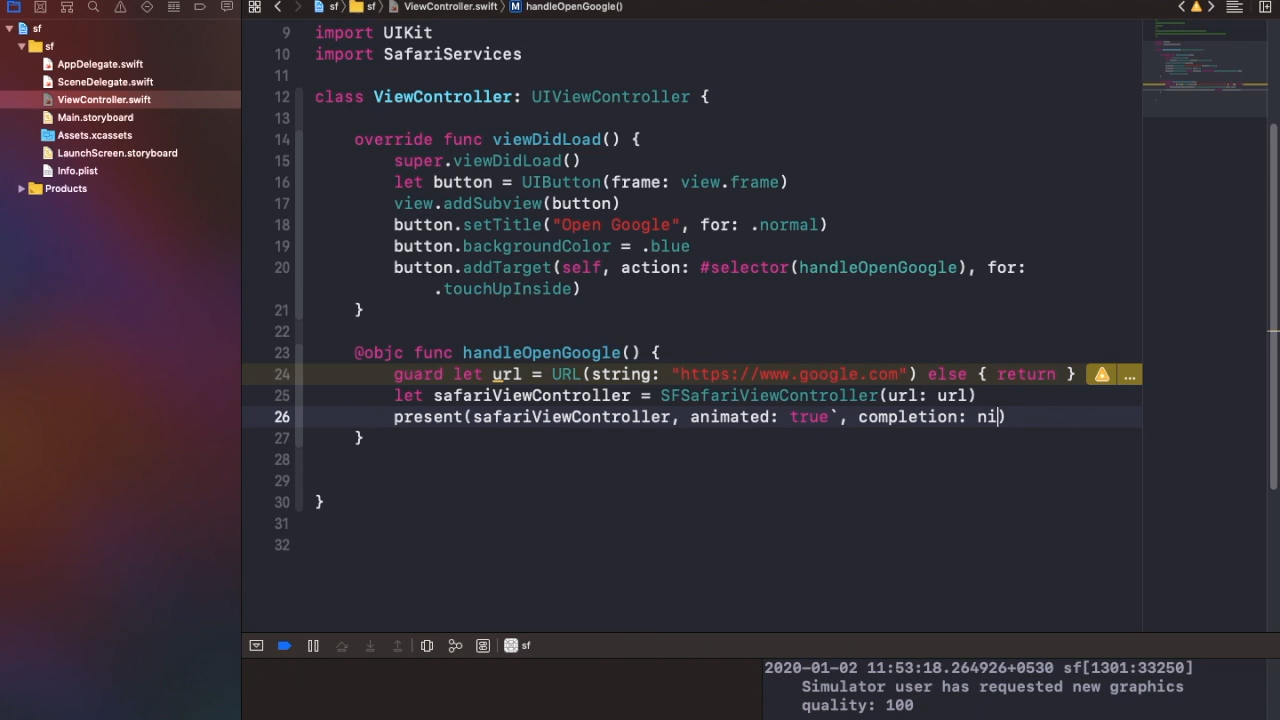 sf
sf
ViewController.swift
handleOpenGoogle()
sf
sf
AppDelegate.swift
SceneDelegate.swift
ViewController.swift
Main.storyboard
Assets.xcassets
LaunchScreen.storyboard
Info.plist
Products
9 import UIKit
10 import SafariServices
11
12 class ViewController: UIViewController {
13
14 override func viewDidLoad() {
15 super.viewDidLoad()
16 let button = UIButton(frame: view.frame)
17 view.addSubview(button)
18 button.setTitle("Open Google", for: .normal)
19 button.backgroundColor = .blue
20 button.addTarget(self, action: #selector(handleOpenGoogle), for:
.touchUpInside)
21 }
22
23 @objc func handleOpenGoogle() {
24 guard let url = URL(string: "https://www.google.com") else { return } ...
25 let safariViewController = SFSafariViewController(url: url)
26 present(safariViewController, animated: true`, completion: ni)
27 }
28
29
30 }
31
32
sf
2020-01-02 11:53:18.264926+0530 sf[1301:33250]
Simulator user has requested new graphics
quality: 100